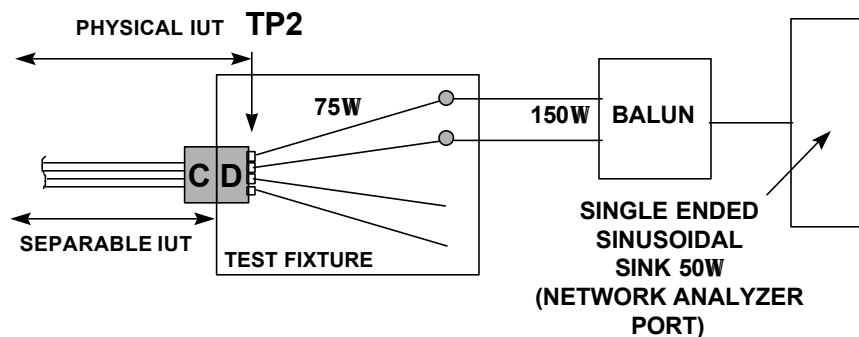 PHYSICAL IUT
TP2
75W
150W
BALUN
C D
SEPARABLE IUT
TEST FIXTURE
SINGLE ENDED
SINUSOIDAL
SINK 50W
(NETWORK ANALYZER
PORT)